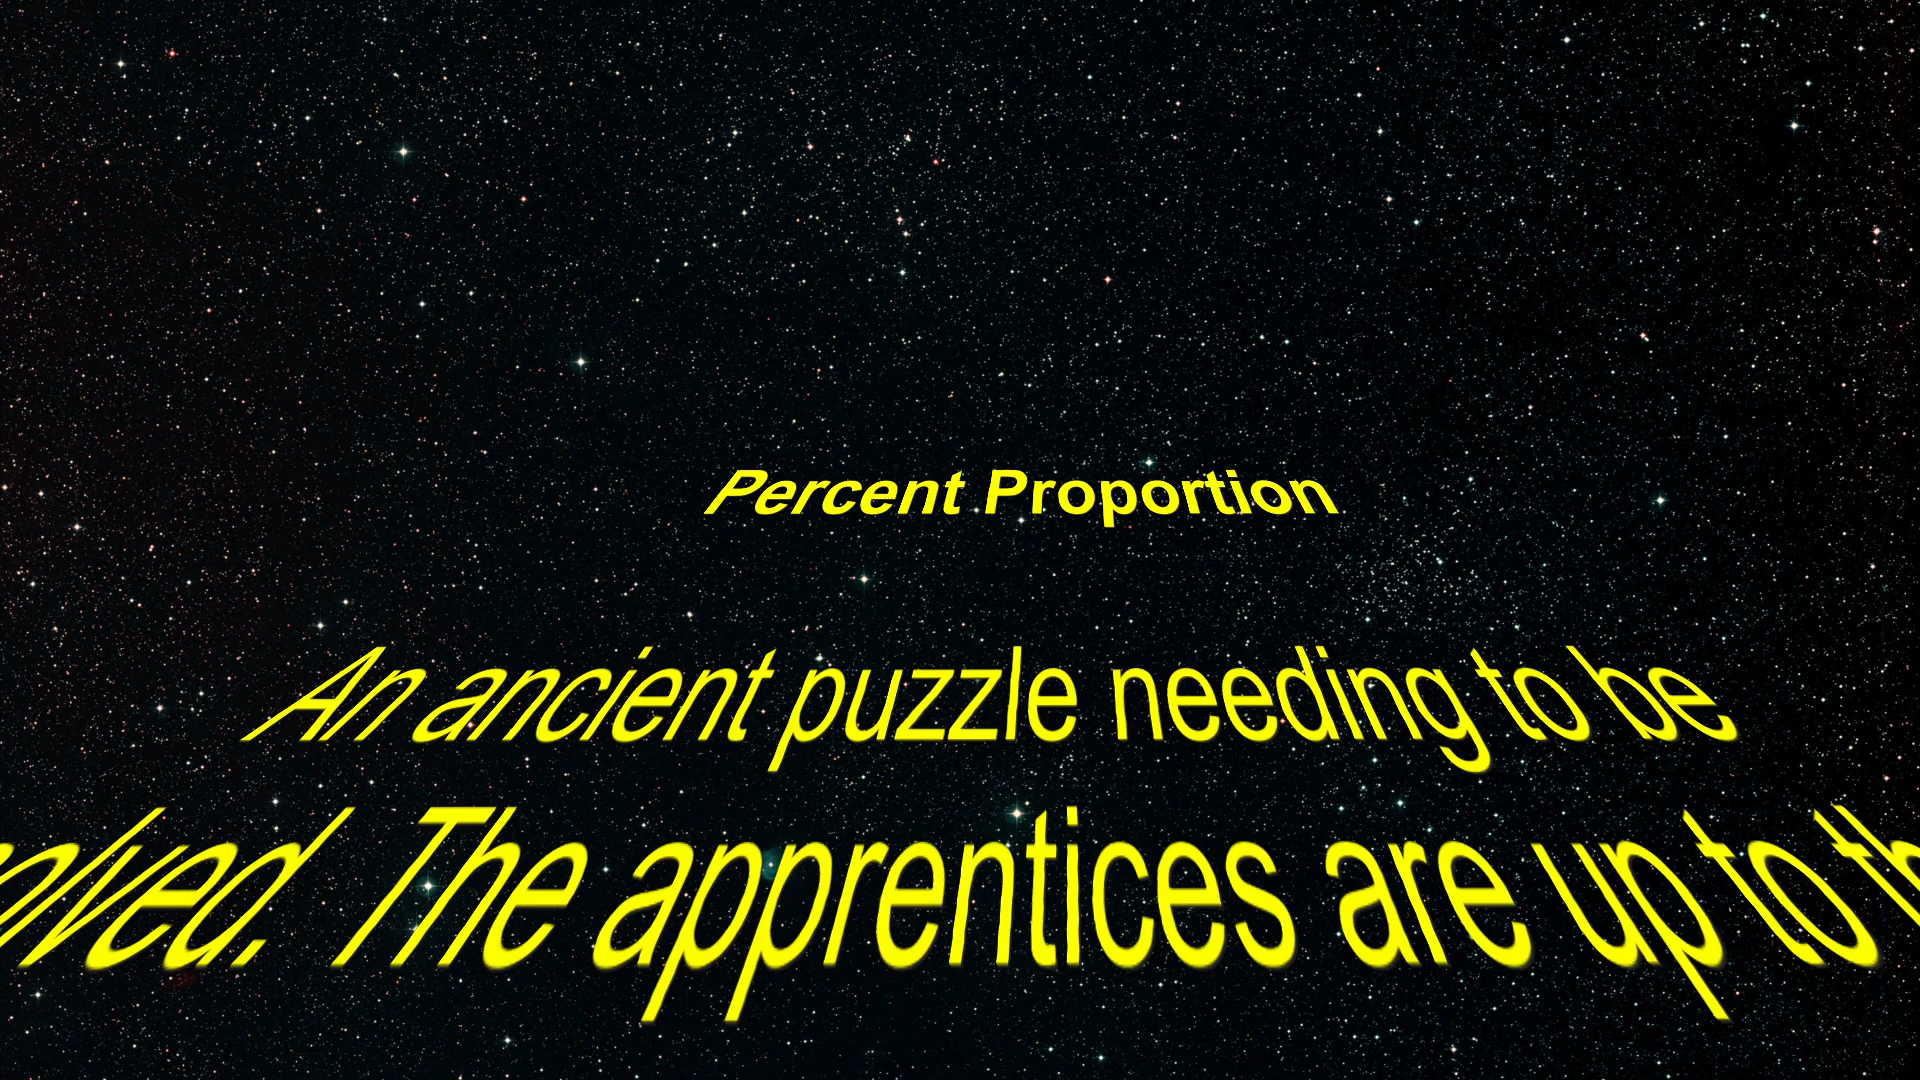 Percent Proportion
An ancient puzzle needing to be
olved. The apprentices are up to th